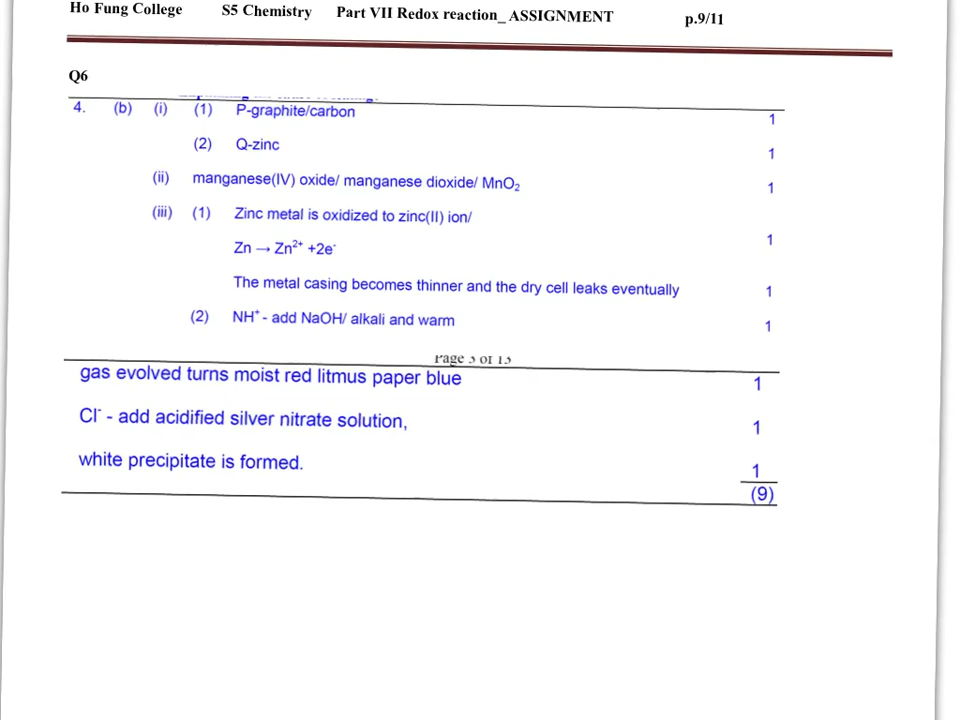 Ho Fung College S5 Chemistry Part VII Redox reaction_ ASSIGNMENT p.9/11
Q6
4. (b) (i) (1) P-graphite/carbon 1
(2) Q-zinc 1
(ii) manganese(IV) oxide/ manganese dioxide/ MnO₂ 1
(iii) (1) Zinc metal is oxidized to zinc(II) ion/
Zn → Zn²⁺ +2e⁻ 1
The metal casing becomes thinner and the dry cell leaks eventually 1
(2) NH⁺ - add NaOH/ alkali and warm 1
Page 5 of 15
gas evolved turns moist red litmus paper blue 1
Cl⁻ - add acidified silver nitrate solution, 1
white precipitate is formed. 1
(9)